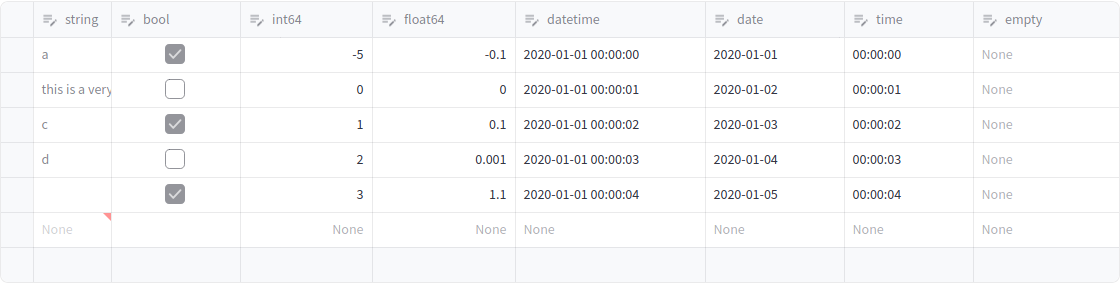 string bool int64 float64 datetime date time empty
a -5 -0.1 2020-01-01 00:00:00 2020-01-01 00:00:00 None
this is a very 0 0 2020-01-01 00:00:01 2020-01-02 00:00:01 None
c 1 0.1 2020-01-01 00:00:02 2020-01-03 00:00:02 None
d 2 0.001 2020-01-01 00:00:03 2020-01-04 00:00:03 None
3 1.1 2020-01-01 00:00:04 2020-01-05 00:00:04 None
None None None None None None None